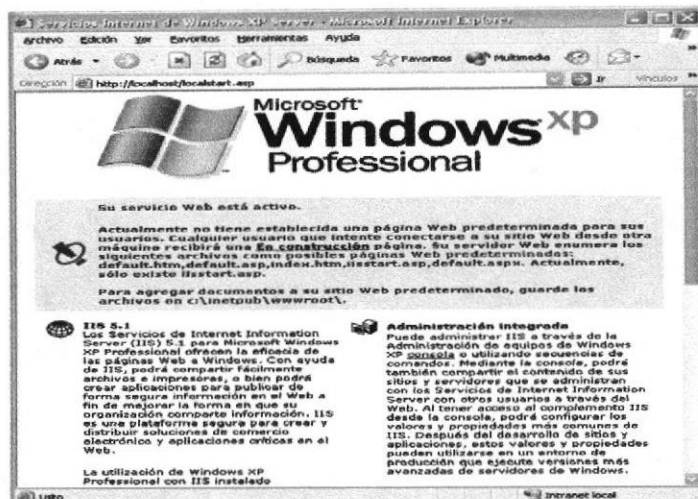 Servicios Internet de Windows XP Server - Microsoft Internet Explorer
Archivo Edición Ver Favoritos Herramientas Ayuda
Atrás Búsqueda Favoritos Multimedia
Dirección http://localhost/localstart.asp Ir Vínculos
Microsoft
Windows xp
Professional
Su servicio Web está activo.
Actualmente no tiene establecida una página Web predeterminada para sus
usuarios. Cualquier usuario que intente conectarse a su sitio Web desde otra
máquina recibirá una En construcción página. Su servidor Web enumera los
siguientes archivos como posibles páginas Web predeterminadas:
default.htm,default.asp,index.htm,iisstart.asp,default.aspx. Actualmente,
sólo existe iisstart.asp.
Para agregar documentos a su sitio Web predeterminado, guarde los
archivos en c:\inetpub\wwwroot\.
IIS 5.1
Los Servicios de Internet Information
Server (IIS) 5.1 para Microsoft Windows
XP Professional ofrecen la eficacia de
las páginas Web a Windows. Con ayuda
de IIS, podrá compartir fácilmente
archivos e impresoras, o bien podrá
crear aplicaciones para publicar de
forma segura información en el Web a
fin de mejorar la forma en que su
organización comparte información. IIS
es una plataforma segura para crear y
distribuir soluciones de comercio
electrónico y aplicaciones críticas en el
Web.
La utilización de Windows XP
Professional con IIS instalado
Administración integrada
Puede administrar IIS a través de la
Administración de equipos de Windows
XP consola o utilizando secuencias de
comandos. Mediante la consola, podrá
también compartir el contenido de sus
sitios y servidores que se administran
con los Servicios de Internet Information
Server con otros usuarios a través del
Web. Al tener acceso al complemento IIS
desde la consola, podrá configurar los
valores y propiedades más comunes de
IIS. Después del desarrollo de sitios y
aplicaciones, estos valores y propiedades
pueden utilizarse en un entorno de
producción que ejecute versiones más
avanzadas de servidores de Windows.
Listo Intranet local